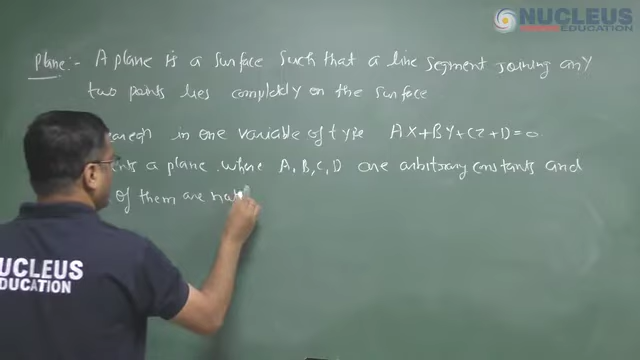 NUCLEUS
EDUCATION
Plane:- A plane is a surface such that a line segment joining any
two points lies completely on the surface
in one variable of type AX+BY+CZ+D=0.
a plane. where A, B, C, D are arbitrary constants and
of them are
NUCLEUS
EDUCATION